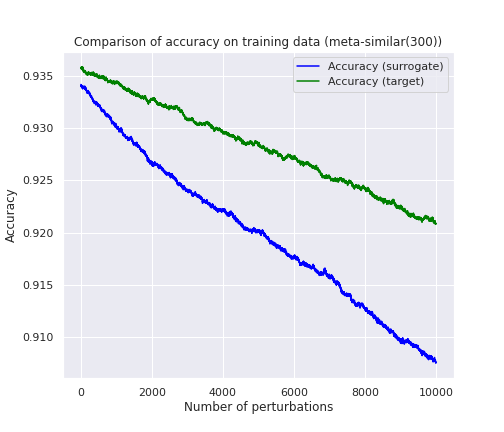 Comparison of accuracy on training data (meta-similar(300))
Accuracy (surrogate)
Accuracy (target)
0.935
0.930
0.925
0.920
0.915
0.910
Accuracy
0 2000 4000 6000 8000 10000
Number of perturbations